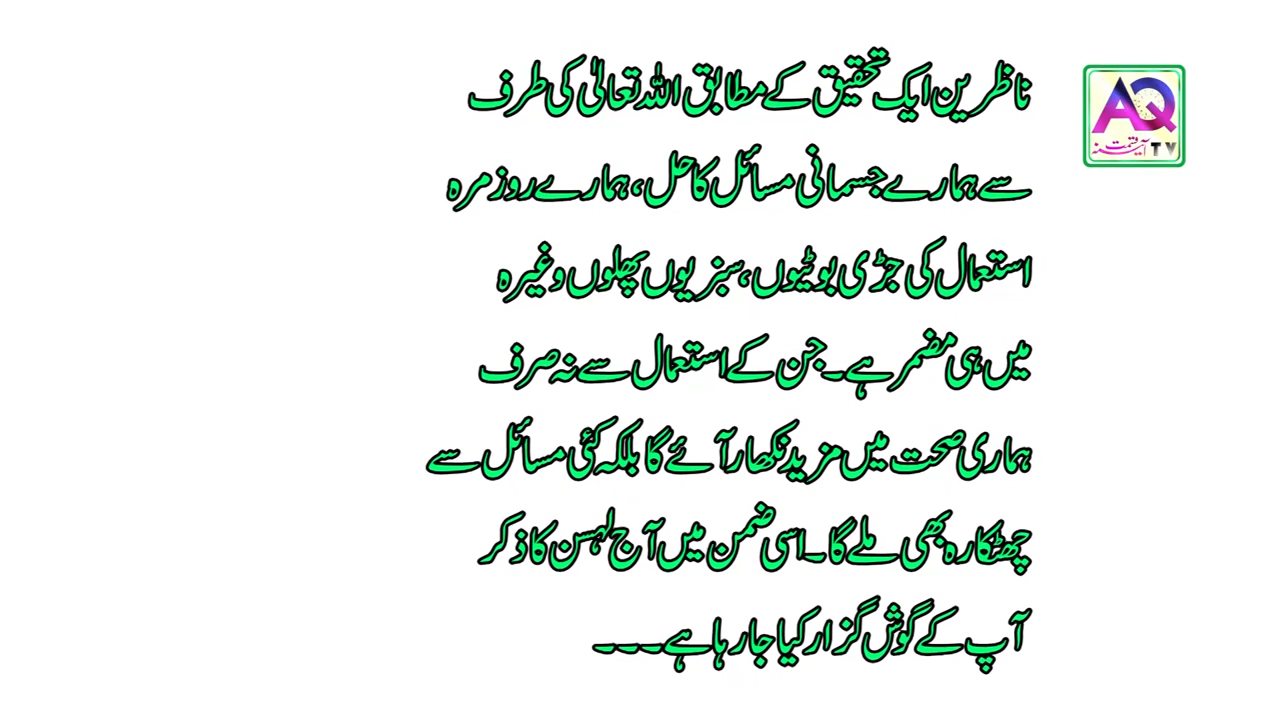 ناظرین ایک تحقیق کے مطابق اللہ تعالیٰ کی طرف
سے ہمارے جسمانی مسائل کا حل، ہمارے روزمرہ
استعمال کی جڑی بوٹیوں، سبزیوں پھلوں وغیرہ
میں ہی مضمر ہے۔ جن کے استعمال سے نہ صرف
ہماری صحت میں مزید نکھار آئے گا بلکہ کئی مسائل سے
چھٹکارہ بھی ملے گا۔ اسی ضمن میں آج لہسن کا ذکر
آپ کے گوش گزار کیا جا رہا ہے۔۔۔۔
AQ
آئینہ قسمت TV